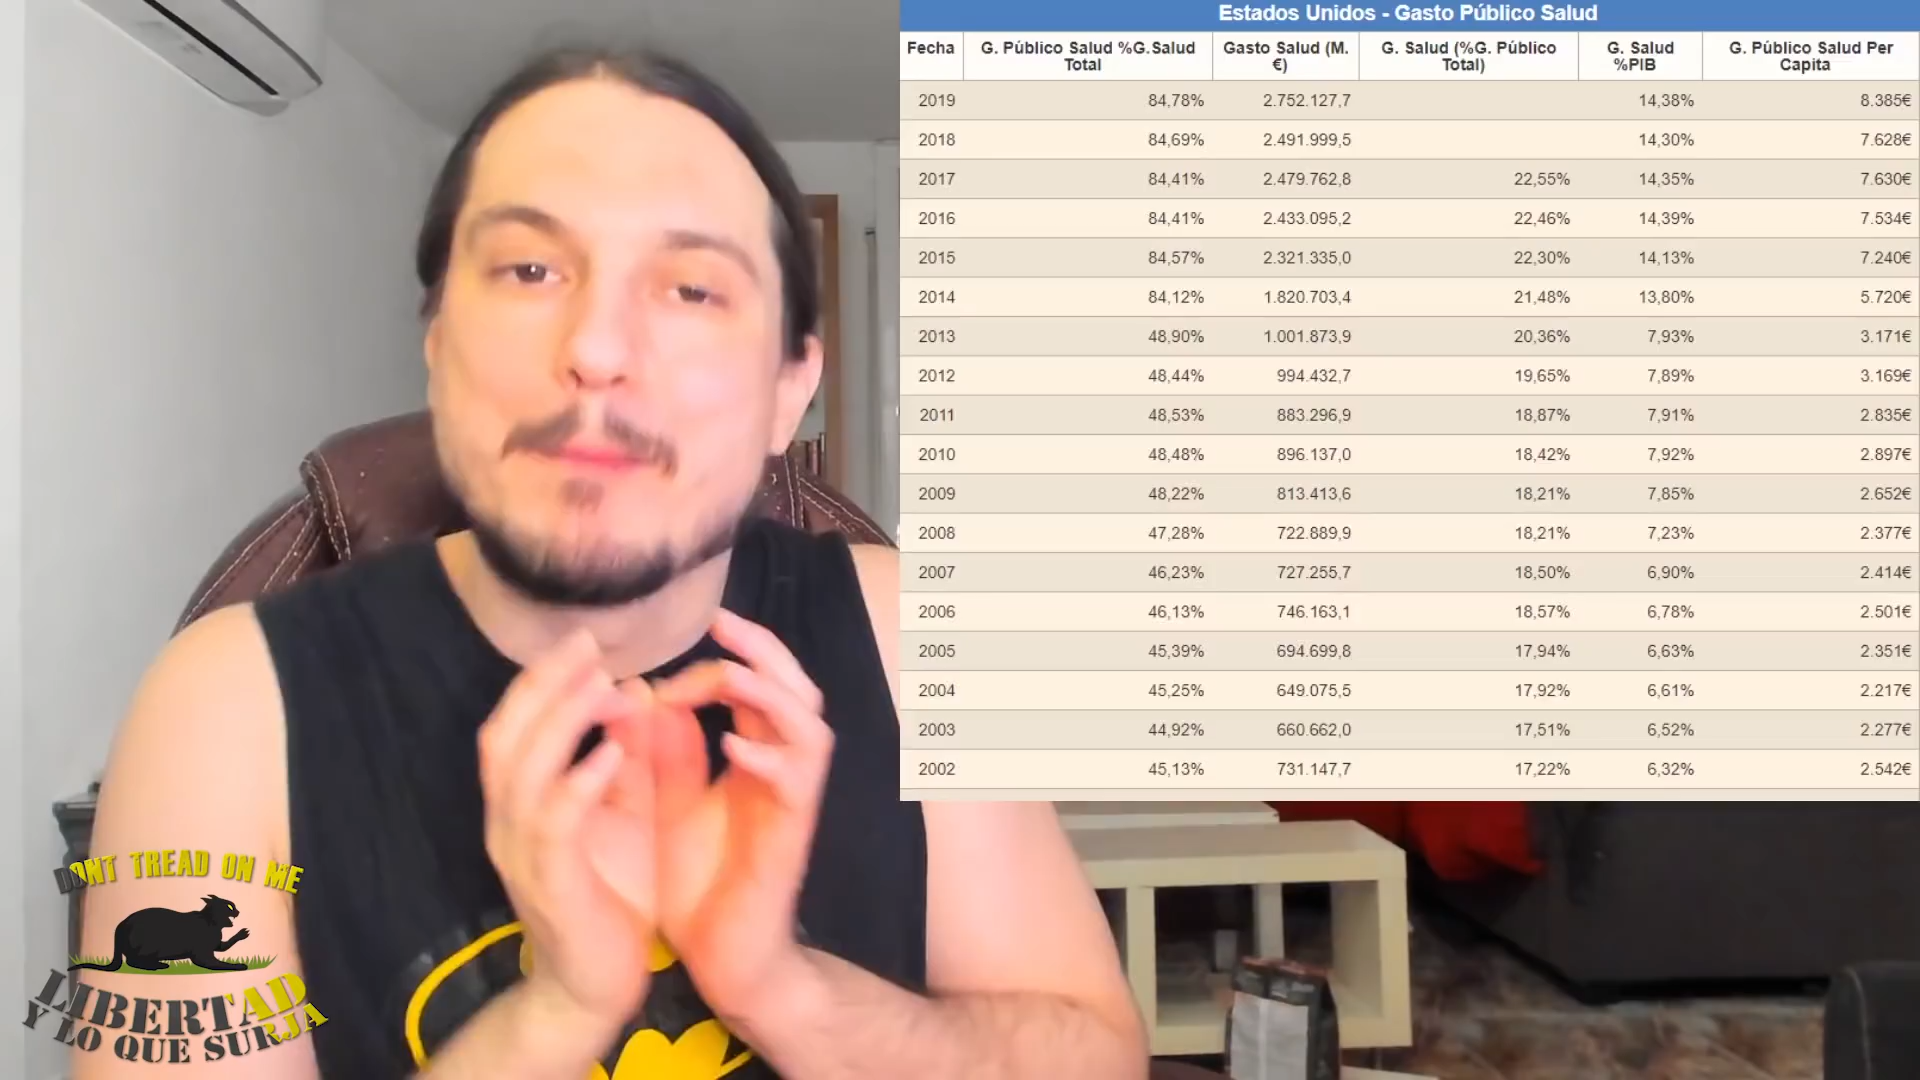 Estados Unidos - Gasto Público Salud
Fecha G. Público Salud %G.Salud Total Gasto Salud (M. €) G. Salud (%G. Público Total) G. Salud %PIB G. Público Salud Per Capita
2019 84,78% 2.752.127,7 14,38% 8.385€
2018 84,69% 2.491.999,5 14,30% 7.628€
2017 84,41% 2.479.762,8 22,55% 14,35% 7.630€
2016 84,41% 2.433.095,2 22,46% 14,39% 7.534€
2015 84,57% 2.321.335,0 22,30% 14,13% 7.240€
2014 84,12% 1.820.703,4 21,48% 13,80% 5.720€
2013 48,90% 1.001.873,9 20,36% 7,93% 3.171€
2012 48,44% 994.432,7 19,65% 7,89% 3.169€
2011 48,53% 883.296,9 18,87% 7,91% 2.835€
2010 48,48% 896.137,0 18,42% 7,92% 2.897€
2009 48,22% 813.413,6 18,21% 7,85% 2.652€
2008 47,28% 722.889,9 18,21% 7,23% 2.377€
2007 46,23% 727.255,7 18,50% 6,90% 2.414€
2006 46,13% 746.163,1 18,57% 6,78% 2.501€
2005 45,39% 694.699,8 17,94% 6,63% 2.351€
2004 45,25% 649.075,5 17,92% 6,61% 2.217€
2003 44,92% 660.662,0 17,51% 6,52% 2.277€
2002 45,13% 731.147,7 17,22% 6,32% 2.542€
DONT TREAD ON ME
LIBERTAD
Y LO QUE SURJA